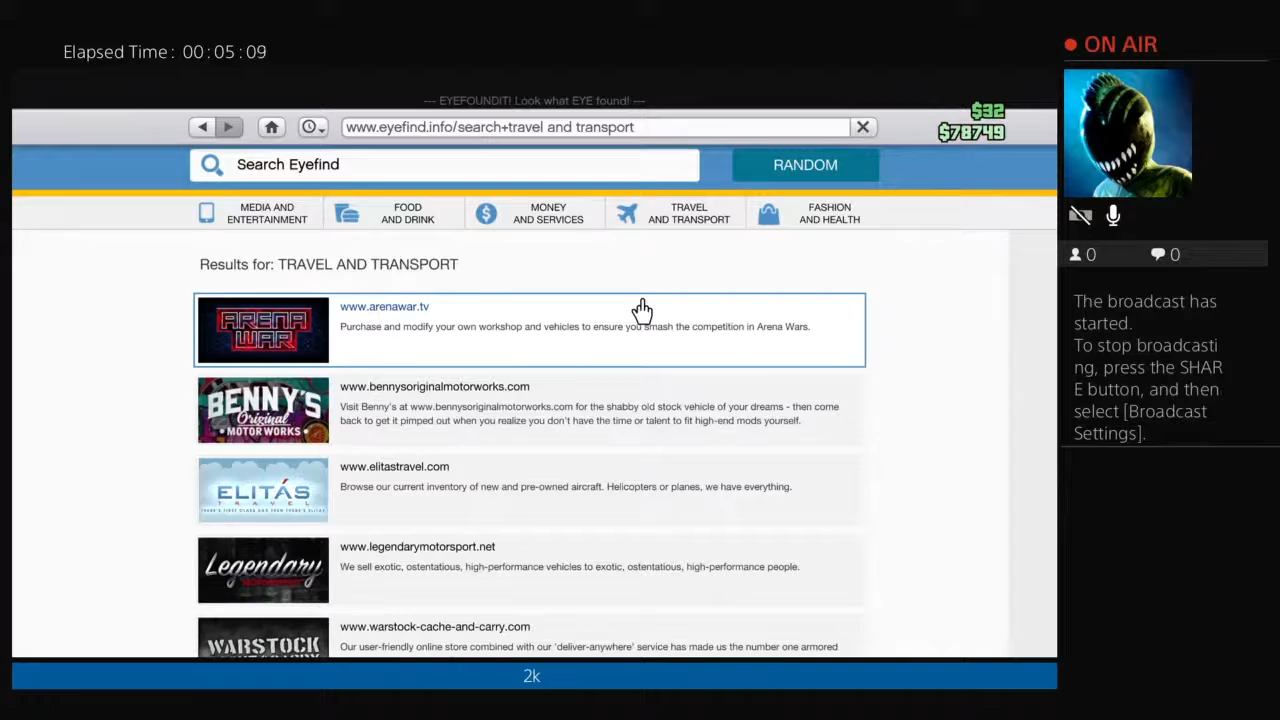 Elapsed Time: 00:05:09
ON AIR
--- EYEFOUNDIT! Look what EYE found! ---
$32
$78749
www.eyefind.info/search+travel and transport
Search Eyefind
RANDOM
MEDIA AND
ENTERTAINMENT
FOOD
AND DRINK
MONEY
AND SERVICES
TRAVEL
AND TRANSPORT
FASHION
AND HEALTH
0
0
Results for: TRAVEL AND TRANSPORT
ARENA
WAR
www.arenawar.tv
Purchase and modify your own workshop and vehicles to ensure you smash the competition in Arena Wars.
BENNY'S
Original
MOTOR WORKS
www.bennysoriginalmotorworks.com
Visit Benny's at www.bennysoriginalmotorworks.com for the shabby old stock vehicle of your dreams - then come
back to get it pimped out when you realize you don't have the time or talent to fit high-end mods yourself.
ELITÁS
TRAVEL
THERE'S FIRST CLASS AND THEN THERE'S ELITÁS
www.elitastravel.com
Browse our current inventory of new and pre-owned aircraft. Helicopters or planes, we have everything.
Legendary
www.legendarymotorsport.net
We sell exotic, ostentatious, high-performance vehicles to exotic, ostentatious, high-performance people.
WARSTOCK
www.warstock-cache-and-carry.com
Our user-friendly online store combined with our 'deliver-anywhere' service has made us the number one armored
2k
The broadcast has
started.
To stop broadcasti
ng, press the SHAR
E button, and then
select [Broadcast
Settings].